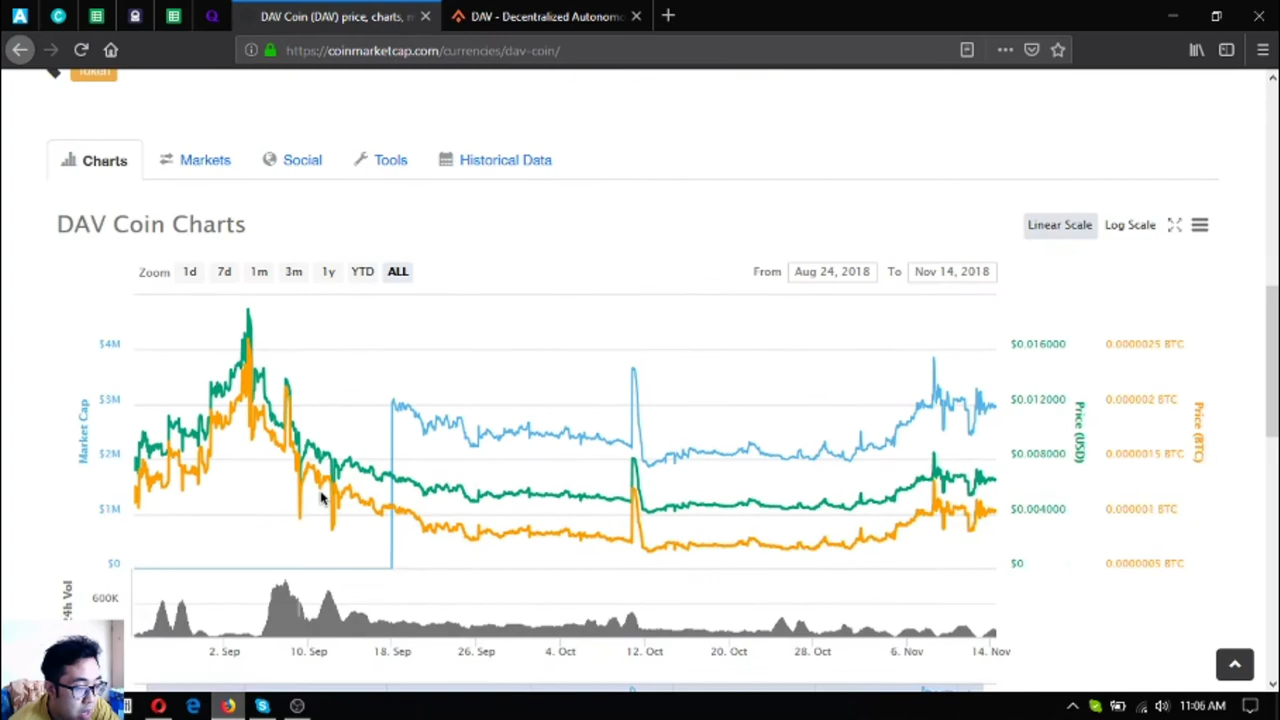 DAV Coin (DAV) price, charts, m
DAV - Decentralized Autonomo
https://coinmarketcap.com/currencies/dav-coin/
Token
Charts
Markets
Social
Tools
Historical Data
DAV Coin Charts
Linear Scale
Log Scale
Zoom 1d 7d 1m 3m 1y YTD ALL
From Aug 24, 2018 To Nov 14, 2018
$4M
$3M
$2M
$1M
$0
Market Cap
$0.016000
$0.012000
$0.008000
$0.004000
$0
Price (USD)
0.0000025 BTC
0.000002 BTC
0.0000015 BTC
0.000001 BTC
0.0000005 BTC
Price (BTC)
24h Vol
600K
2. Sep
10. Sep
18. Sep
26. Sep
4. Oct
12. Oct
20. Oct
28. Oct
6. Nov
14. Nov
11:06 AM